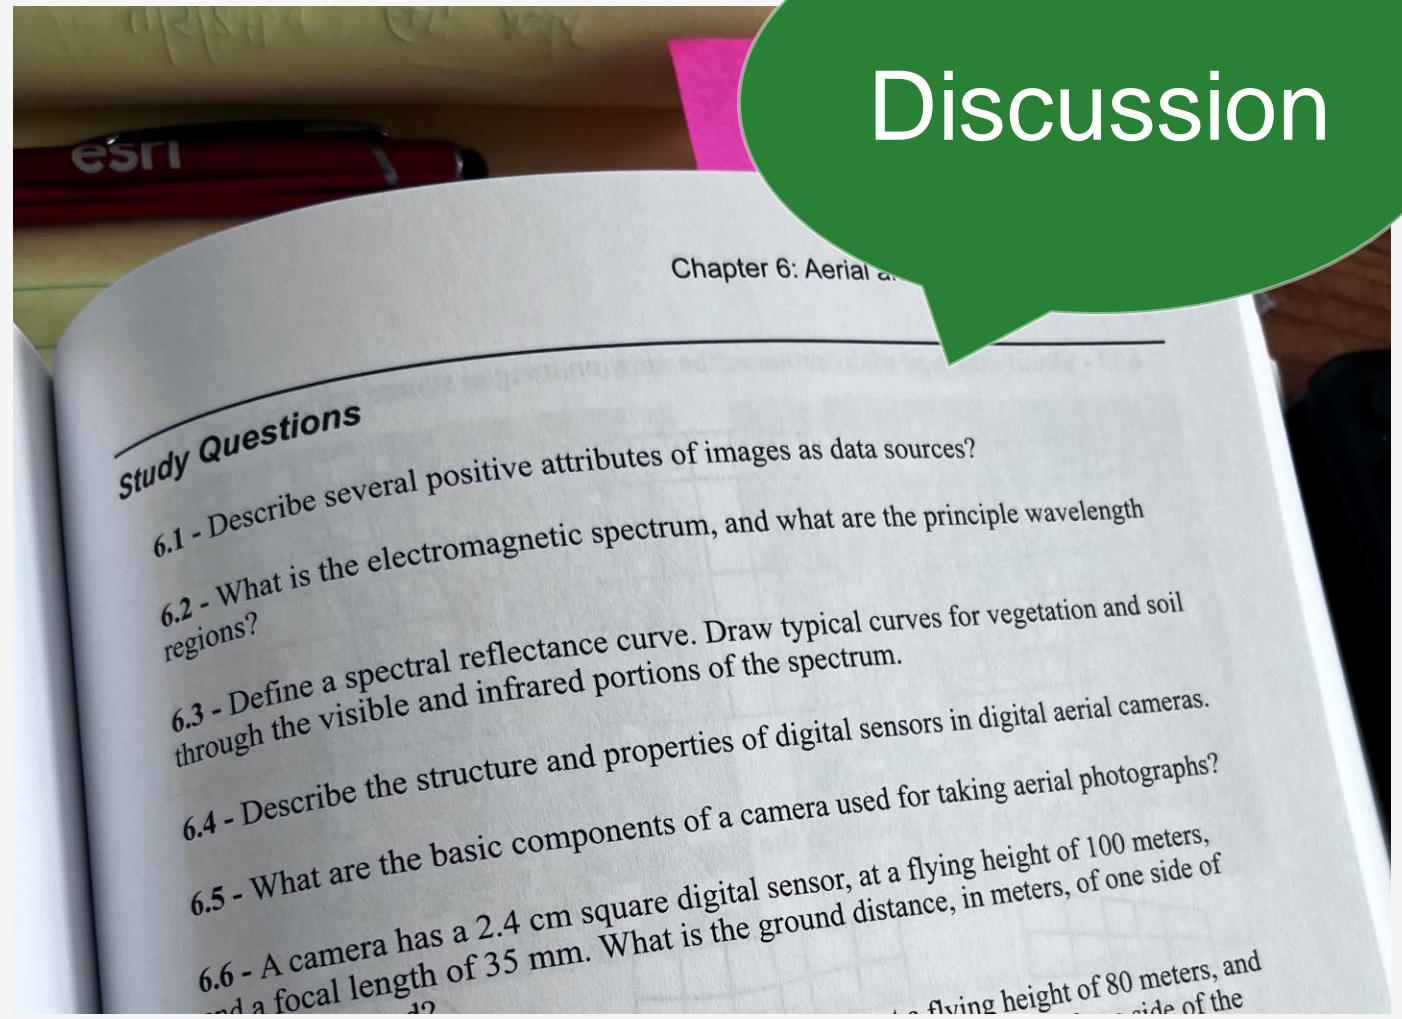 Discussion
esri
Chapter 6: Aerial
Study Questions
6.1 - Describe several positive attributes of images as data sources?
6.2 - What is the electromagnetic spectrum, and what are the principle wavelength
regions?
6.3 - Define a spectral reflectance curve. Draw typical curves for vegetation and soil
through the visible and infrared portions of the spectrum.
6.4 - Describe the structure and properties of digital sensors in digital aerial cameras.
6.5 - What are the basic components of a camera used for taking aerial photographs?
6.6 - A camera has a 2.4 cm square digital sensor, at a flying height of 100 meters,
a focal length of 35 mm. What is the ground distance, in meters, of one side of
flying height of 80 meters, and
side of the